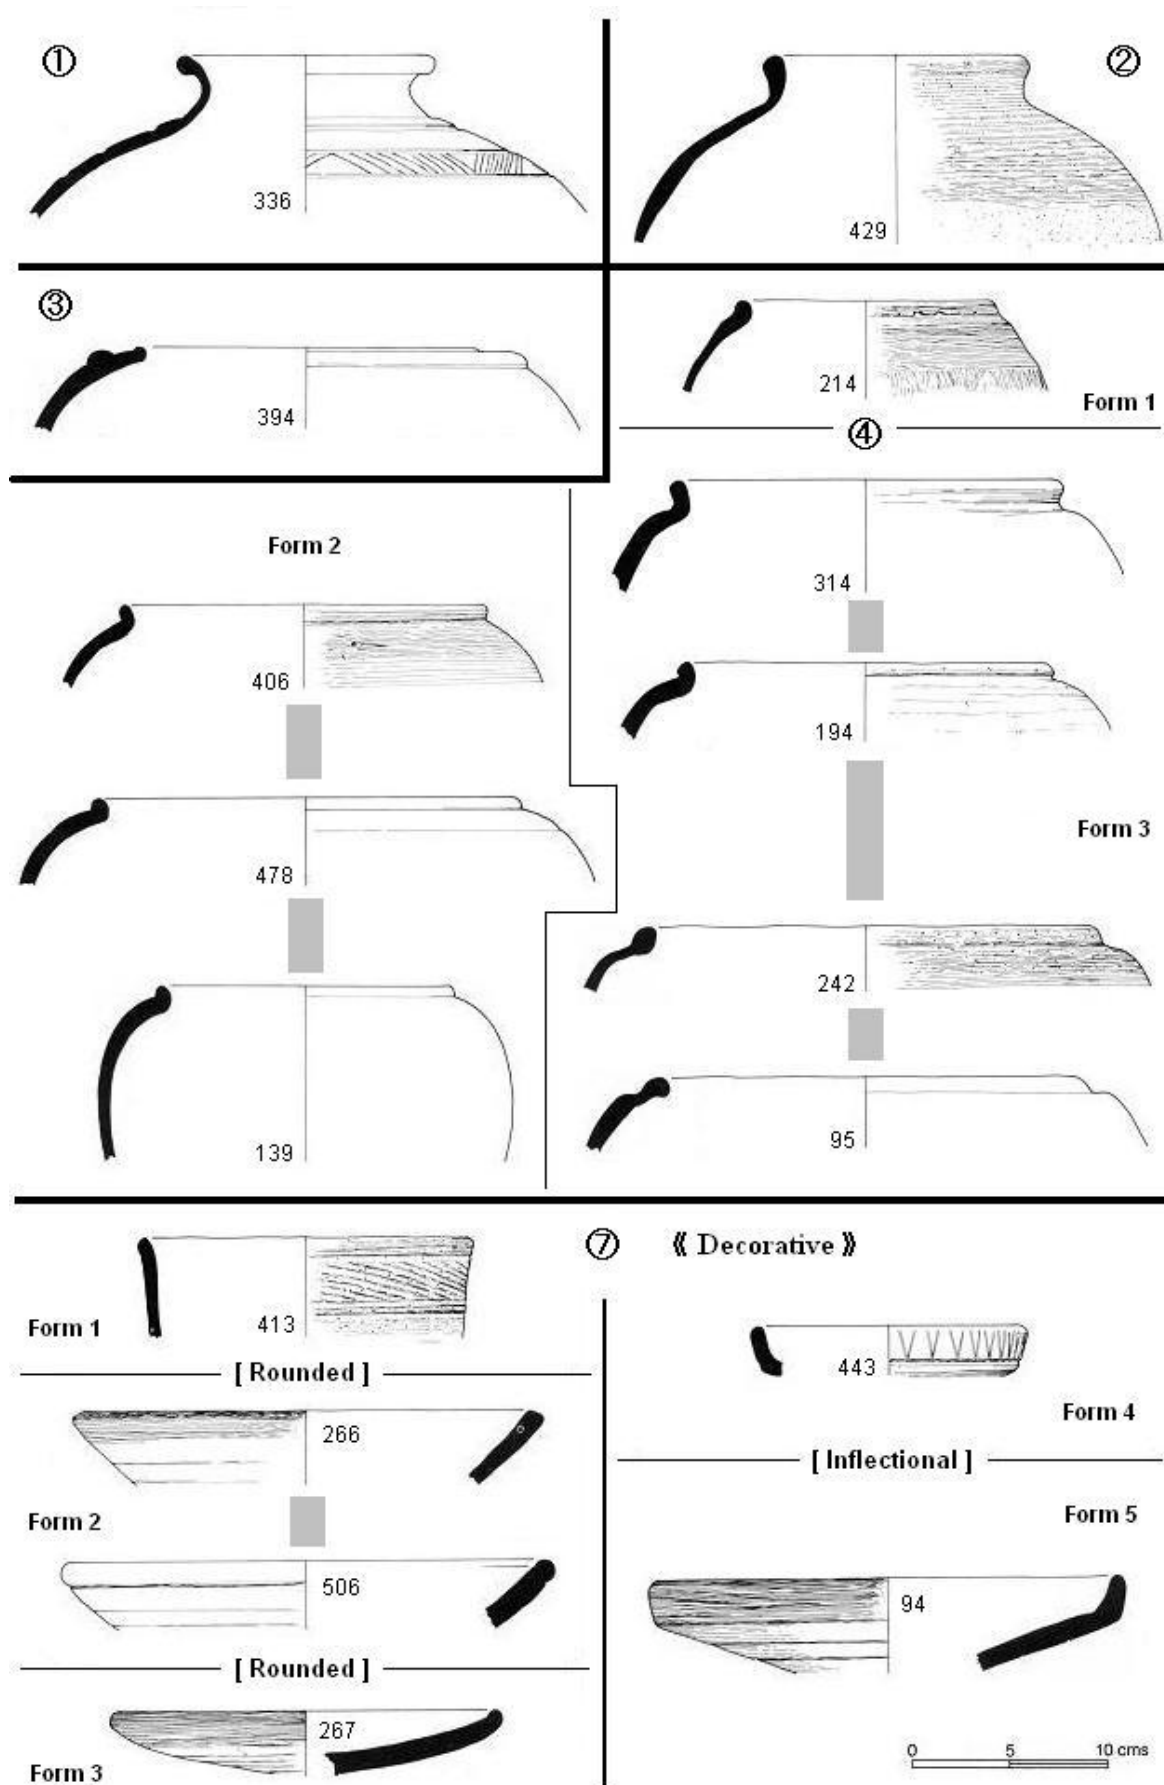 ①
②
336
429
③
394
214
Form 1
④
Form 2
314
406
194
Form 3
478
242
139
95
⑦
《 Decorative 》
Form 1
413
443
Form 4
[ Rounded ]
266
[ Inflectional ]
Form 2
Form 5
506
94
[ Rounded ]
267
Form 3
0 5 10 cms